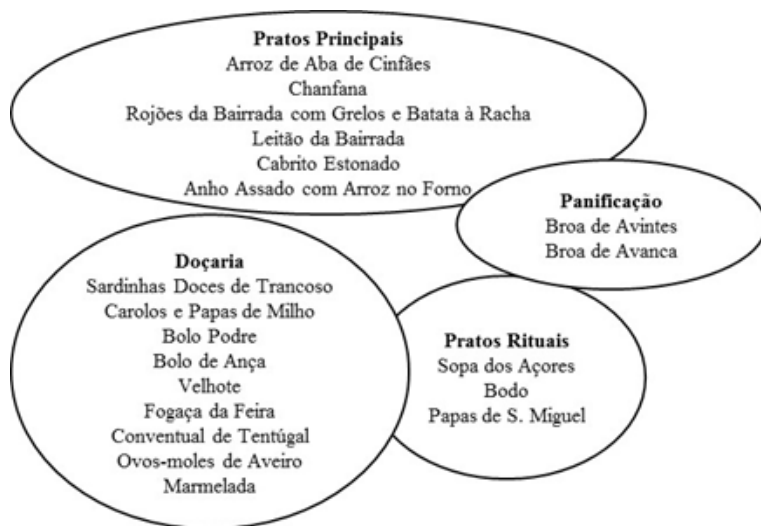 Pratos Principais
Arroz de Aba de Cinfães
Chanfana
Rojões da Bairrada com Grelos e Batata à Racha
Leitão da Bairrada
Cabrito Estonado
Anho Assado com Arroz no Forno
Panificação
Broa de Avintes
Broa de Avanca
Doçaria
Sardinhas Doces de Trancoso
Carolos e Papas de Milho
Bolo Podre
Bolo de Ançã
Velhote
Fogaça da Feira
Conventual de Tentúgal
Ovos-moles de Aveiro
Marmelada
Pratos Rituais
Sopa dos Açores
Bodo
Papas de S. Miguel